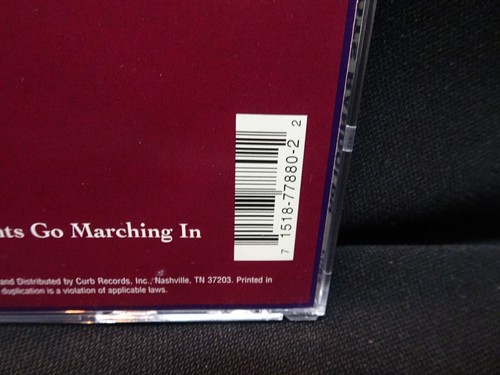 7 1518-77880-2 2
nts Go Marching In
and Distributed by Curb Records, Inc., Nashville, TN 37203. Printed in
duplication is a violation of applicable laws.